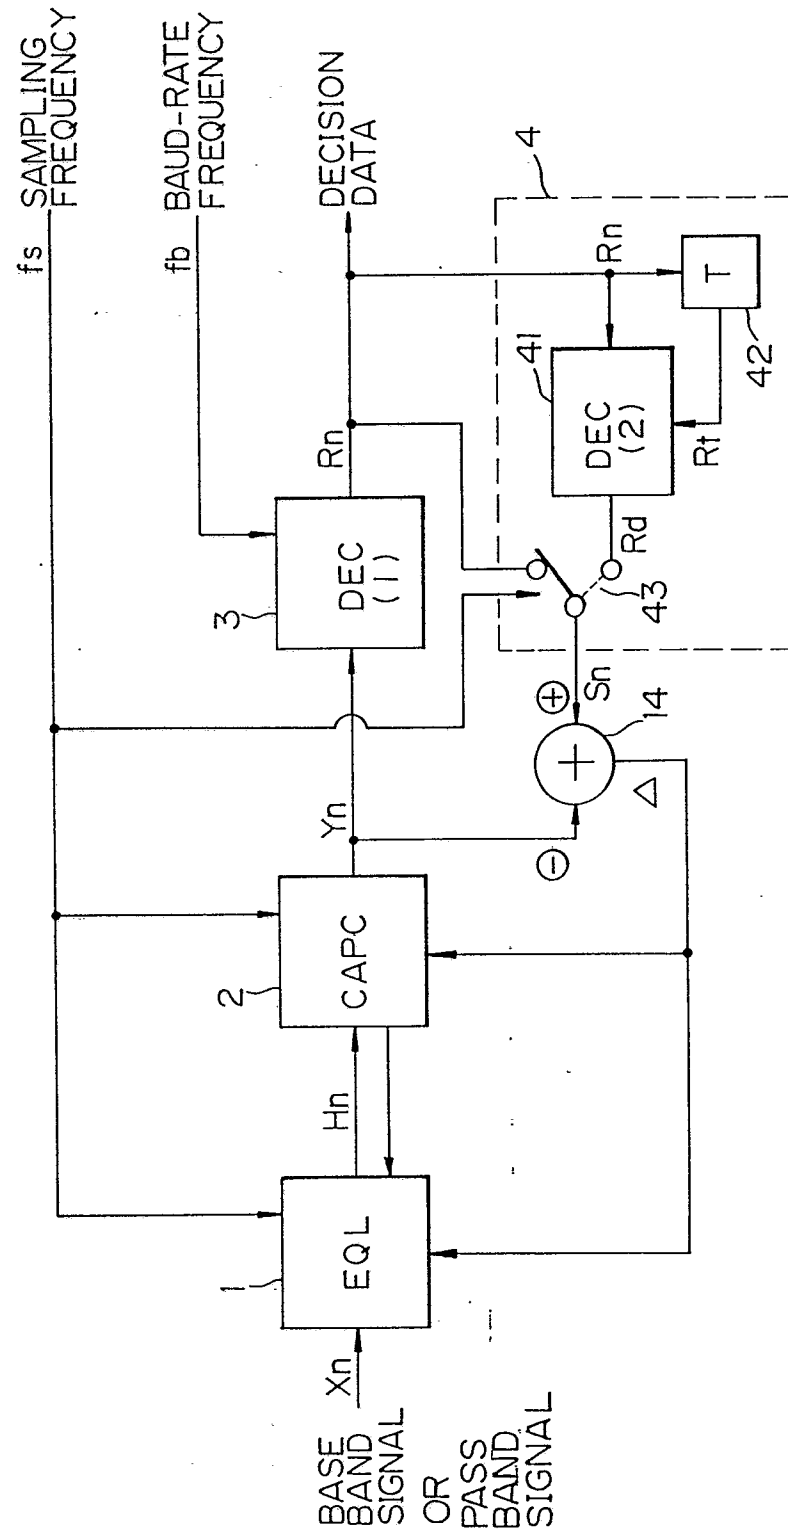 fs SAMPLING
FREQUENCY
fb BAUD-RATE
FREQUENCY
DECISION
DATA
BASE
BAND
SIGNAL
OR
PASS
BAND
SIGNAL
Xn
1
EQL
Hn
2
CAPC
Yn
3
DEC
(1)
Rn
4
Rn
41
DEC
(2)
T
42
Rt
Rd
43
Sn
+
+
14
−
Δ